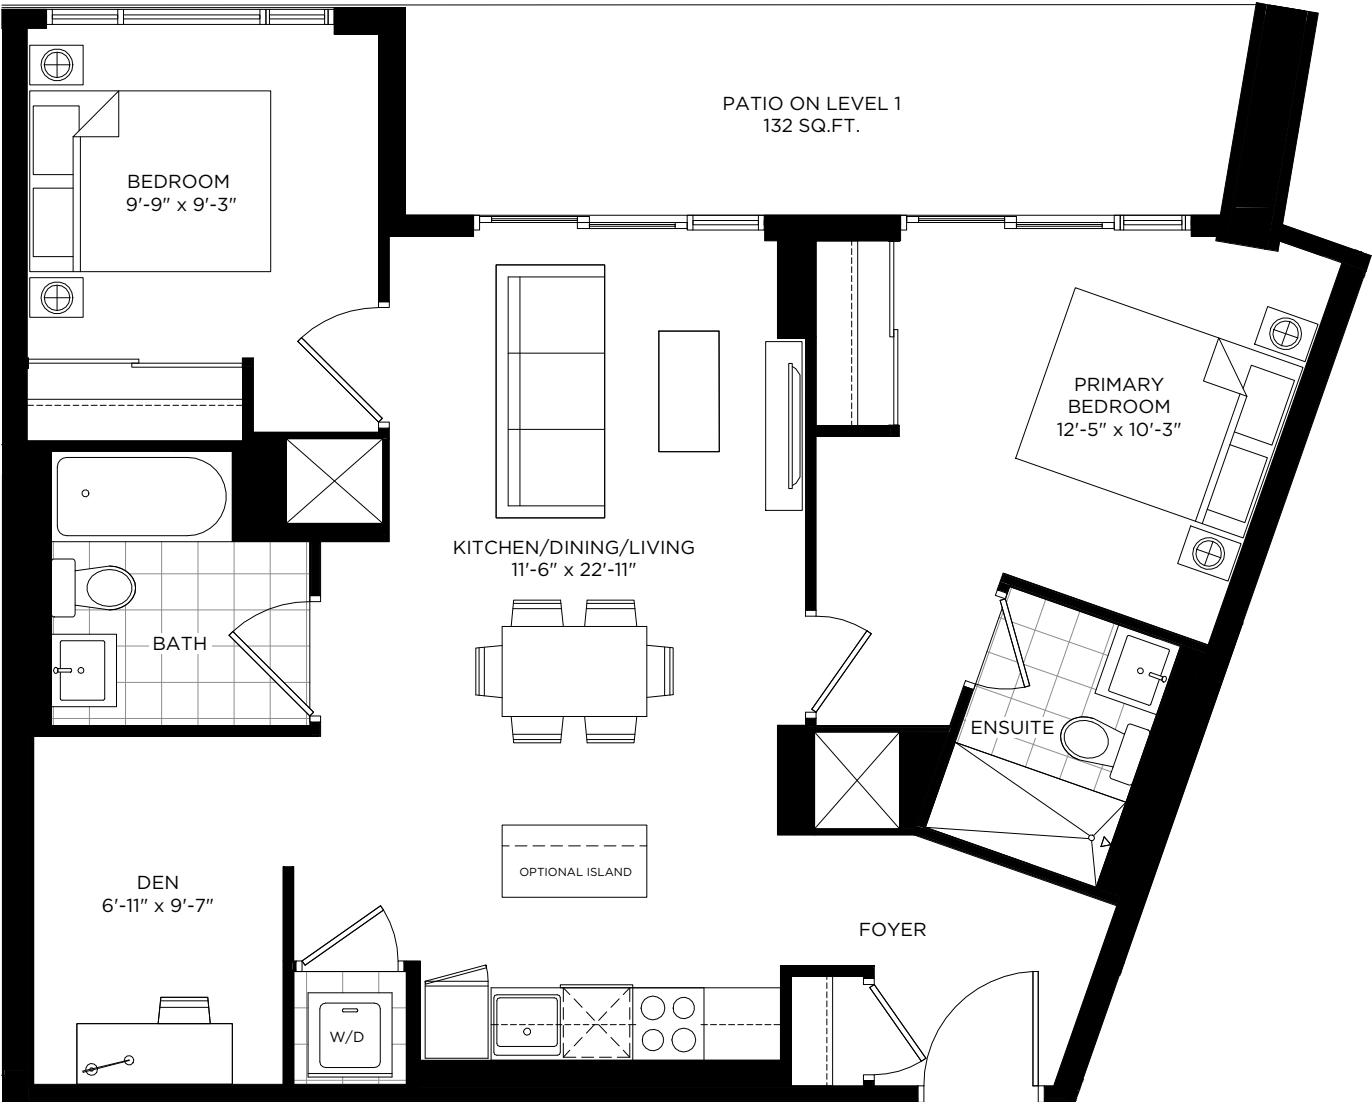 PATIO ON LEVEL 1
132 SQ.FT.
BEDROOM
9'-9" x 9'-3"
PRIMARY
BEDROOM
12'-5" x 10'-3"
KITCHEN/DINING/LIVING
11'-6" x 22'-11"
BATH
ENSUITE
OPTIONAL ISLAND
DEN
6'-11" x 9'-7"
FOYER
W/D